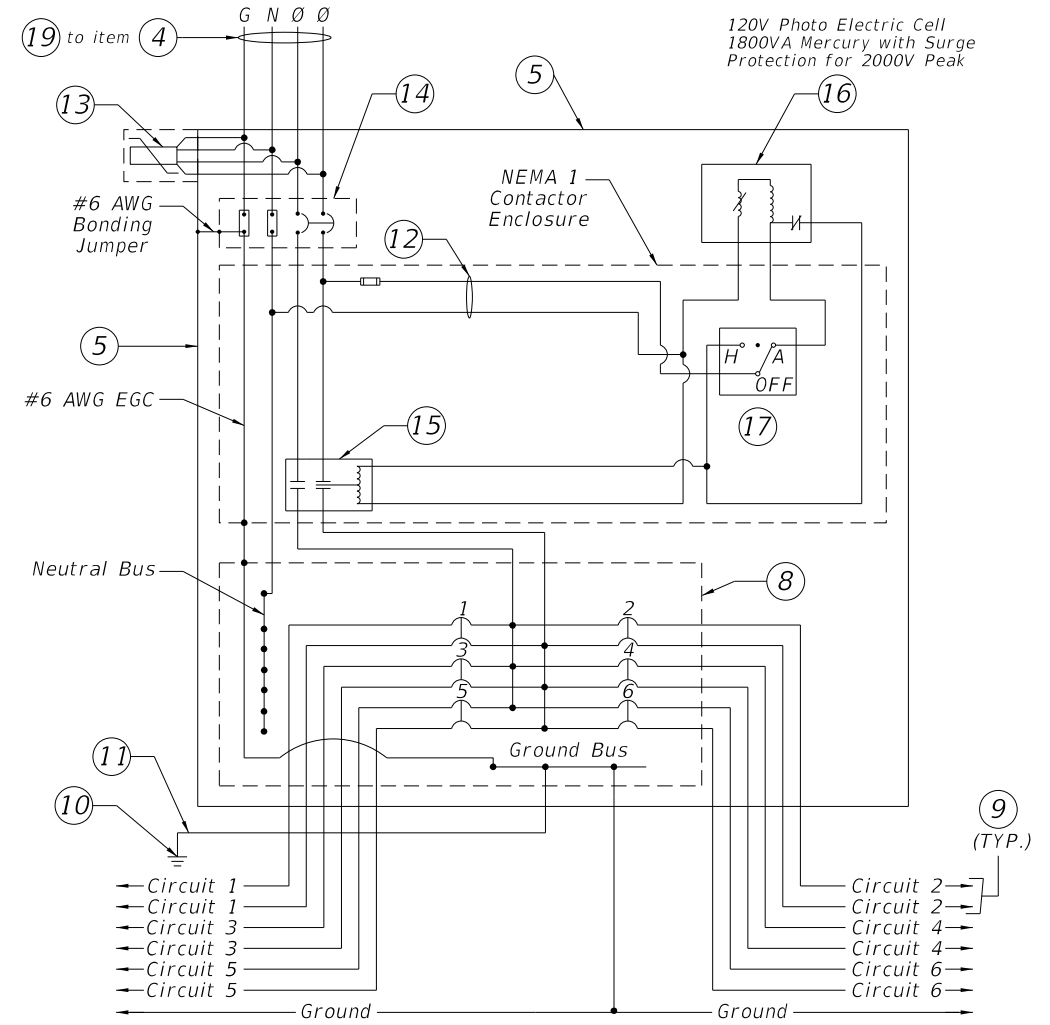 G N Ø Ø
19 to item 4
120V Photo Electric Cell
1800VA Mercury with Surge
Protection for 2000V Peak
5
13
14
16
#6 AWG
Bonding
Jumper
NEMA 1
Contactor
Enclosure
12
5
H A
OFF
#6 AWG EGC
15
17
Neutral Bus
8
1 2
3 4
5 6
Ground Bus
11
10
9
(TYP.)
Circuit 1 Circuit 2
Circuit 1 Circuit 2
Circuit 3 Circuit 4
Circuit 3 Circuit 4
Circuit 5 Circuit 6
Circuit 5 Circuit 6
Ground Ground